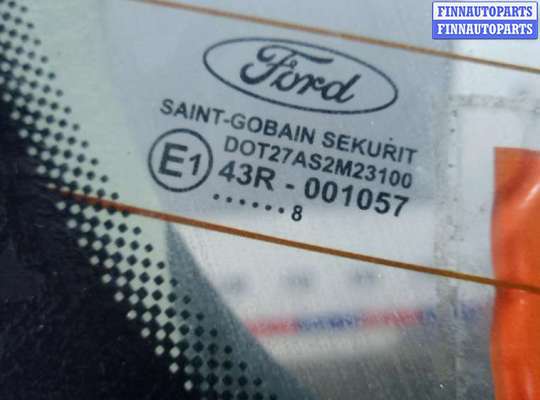 FINNAUTOPARTS
FINNAUTOPARTS
Ford
SAINT-GOBAIN SEKURIT
DOT27AS2M23100
E1
43R - 001057
......8